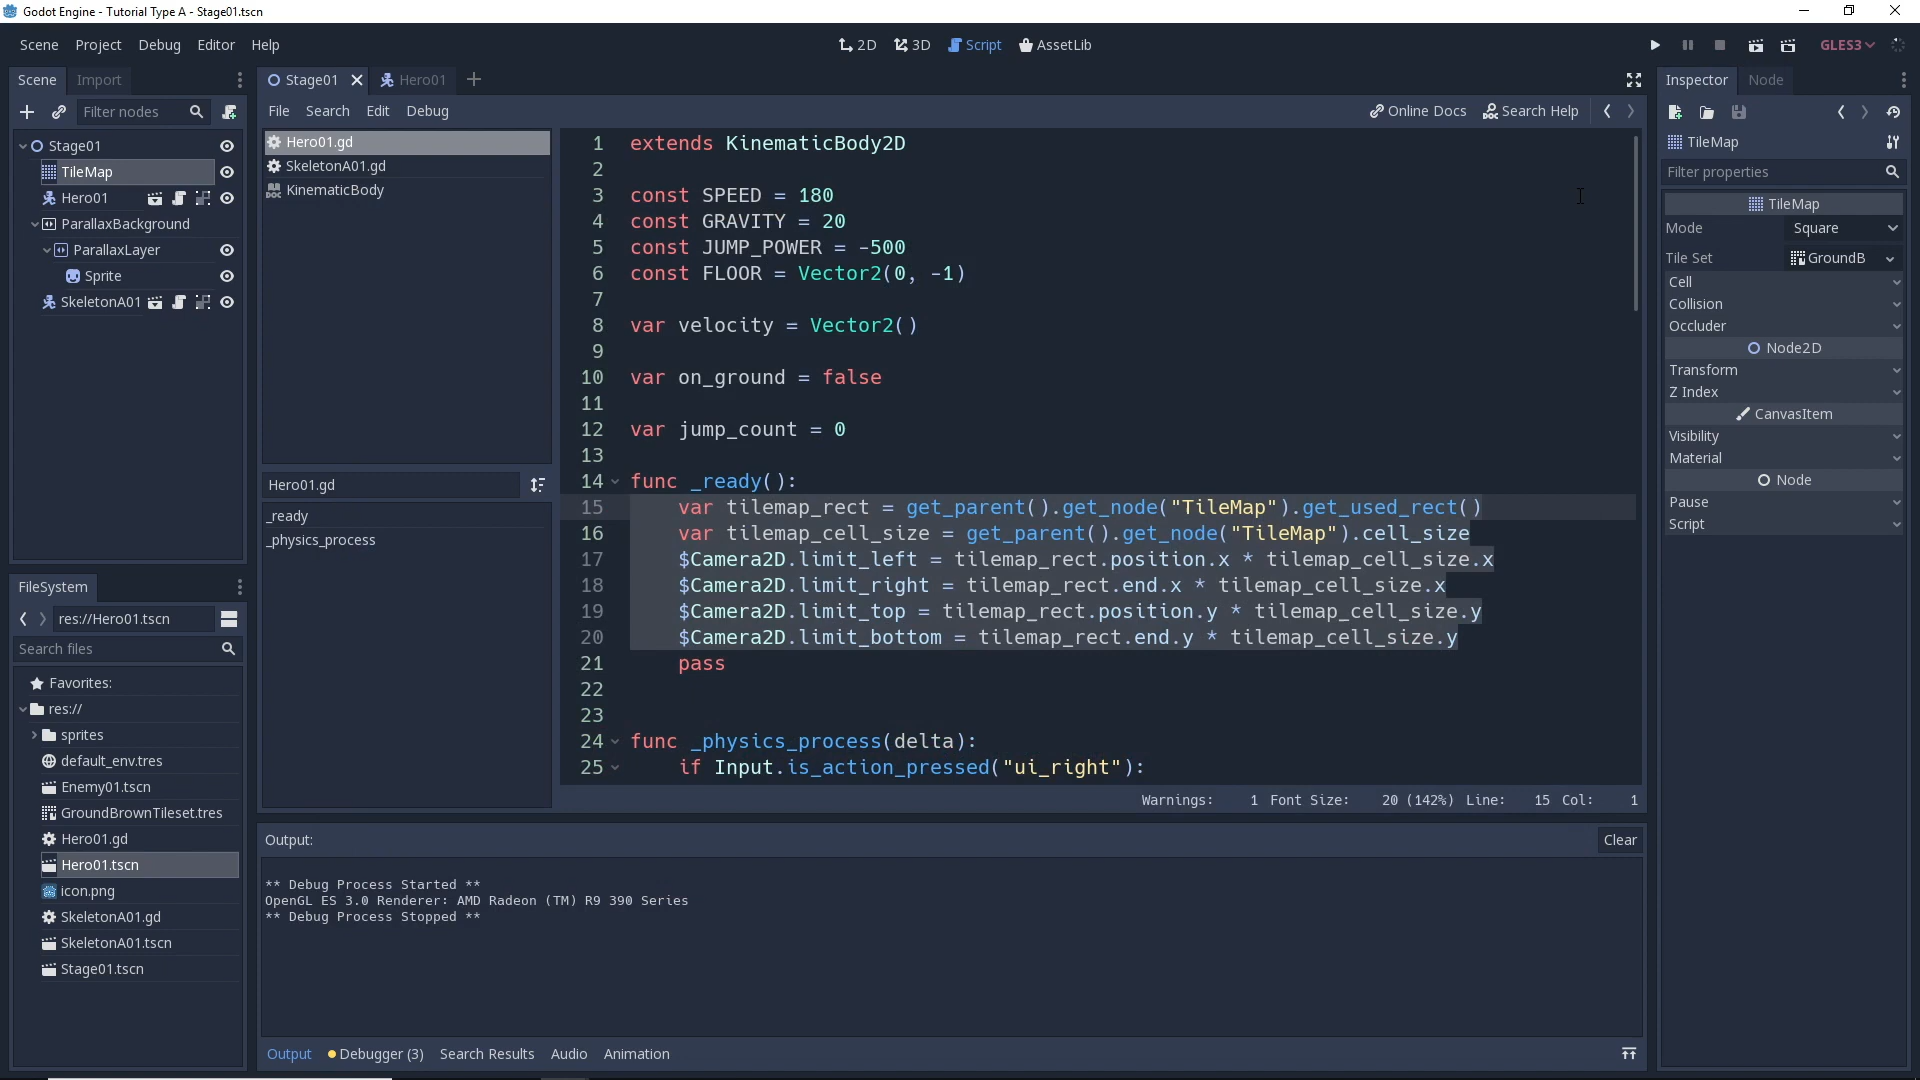 Godot Engine - Tutorial Type A - Stage01.tscn
Scene Project Debug Editor Help
2D 3D Script AssetLib
GLES3
Scene Import
Filter nodes
Stage01
TileMap
Hero01
ParallaxBackground
ParallaxLayer
Sprite
SkeletonA01
FileSystem
res://Hero01.tscn
Search files
Favorites:
res://
sprites
default_env.tres
Enemy01.tscn
GroundBrownTileset.tres
Hero01.gd
Hero01.tscn
icon.png
SkeletonA01.gd
SkeletonA01.tscn
Stage01.tscn
Stage01 Hero01
File Search Edit Debug
Online Docs Search Help
Hero01.gd
SkeletonA01.gd
DOC KinematicBody
Hero01.gd
_ready
_physics_process
1 extends KinematicBody2D
2
3 const SPEED = 180
4 const GRAVITY = 20
5 const JUMP_POWER = -500
6 const FLOOR = Vector2(0, -1)
7
8 var velocity = Vector2()
9
10 var on_ground = false
11
12 var jump_count = 0
13
14 func _ready():
15 var tilemap_rect = get_parent().get_node("TileMap").get_used_rect()
16 var tilemap_cell_size = get_parent().get_node("TileMap").cell_size
17 $Camera2D.limit_left = tilemap_rect.position.x * tilemap_cell_size.x
18 $Camera2D.limit_right = tilemap_rect.end.x * tilemap_cell_size.x
19 $Camera2D.limit_top = tilemap_rect.position.y * tilemap_cell_size.y
20 $Camera2D.limit_bottom = tilemap_rect.end.y * tilemap_cell_size.y
21 pass
22
23
24 func _physics_process(delta):
25 if Input.is_action_pressed("ui_right"):
Warnings: 1 Font Size: 20 (142%) Line: 15 Col: 1
Output:
Clear
** Debug Process Started **
OpenGL ES 3.0 Renderer: AMD Radeon (TM) R9 390 Series
** Debug Process Stopped **
Output Debugger (3) Search Results Audio Animation
Inspector Node
TileMap
Filter properties
TileMap
Mode Square
Tile Set GroundB
Cell
Collision
Occluder
Node2D
Transform
Z Index
CanvasItem
Visibility
Material
Node
Pause
Script